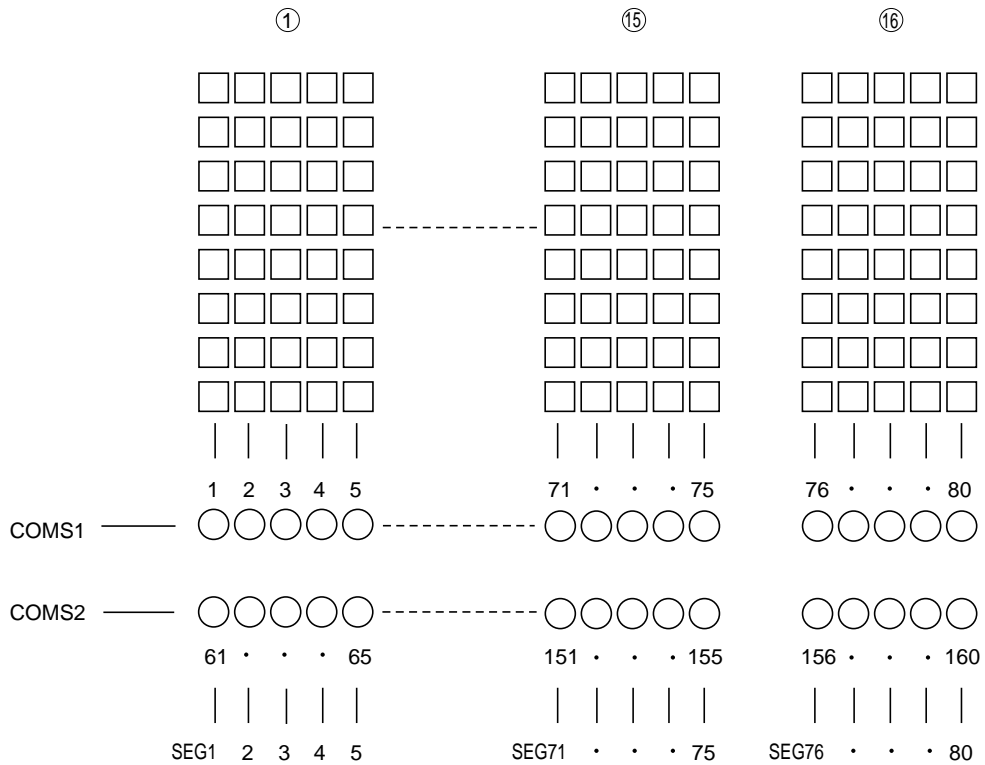 ① ⑮ ⑯
1 2 3 4 5 71 · · · 75 76 · · · 80
COMS1
COMS2
61 · · · 65 151 · · · 155 156 · · · 160
SEG1 2 3 4 5 SEG71 · · · 75 SEG76 · · · 80